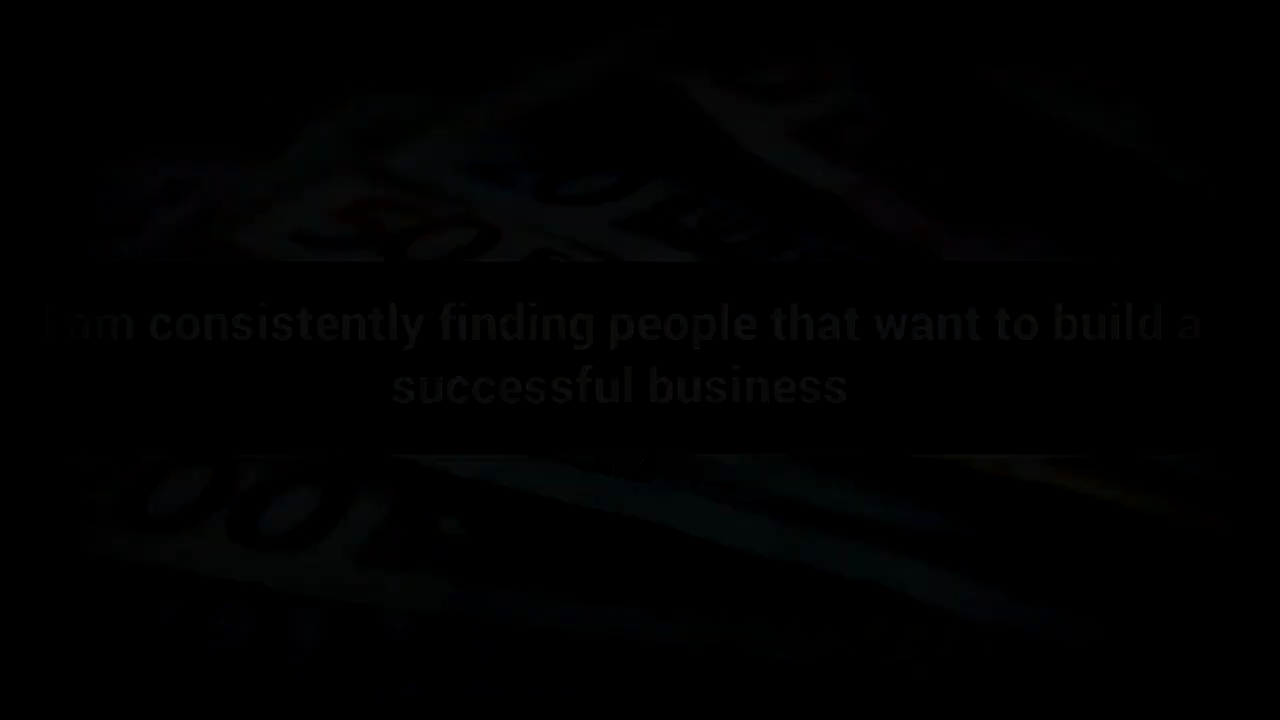 I am consistently finding people that want to build a
successful business